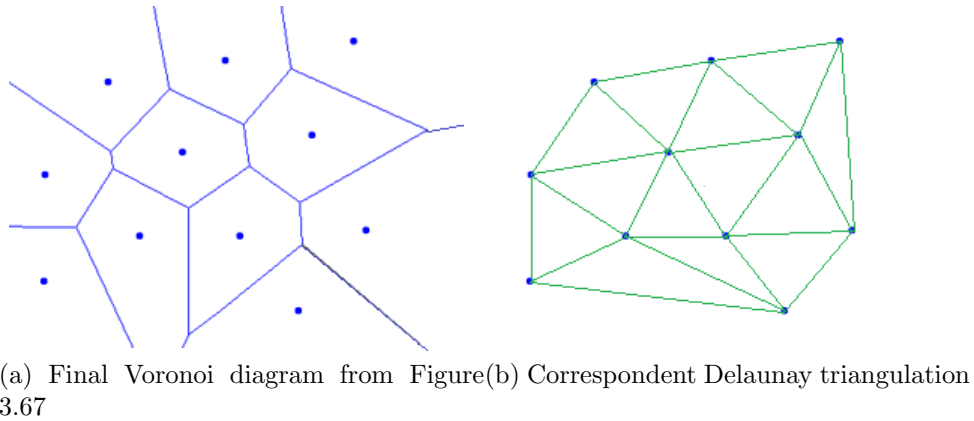 (a) Final Voronoi diagram from Figure
3.67
(b) Correspondent Delaunay triangulation